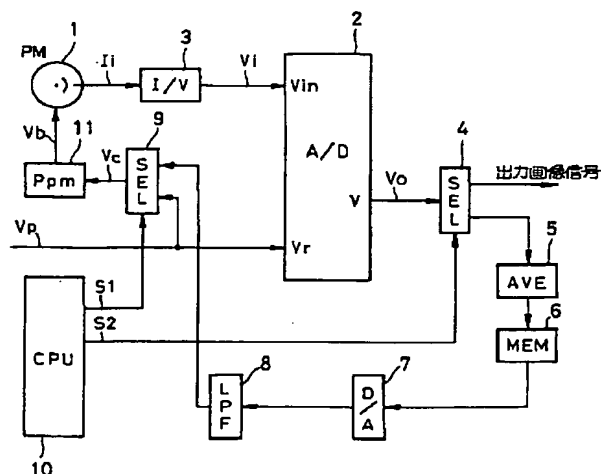 1
PM
Ii
3
I/V
Vi
2
Vin
A/D
V
Vr
Vb
11
Ppm
Vc
9
SEL
Vp
Vo
4
SEL
出力画像信号
5
AVE
6
MEM
S1
S2
CPU
10
8
LPF
7
D/A